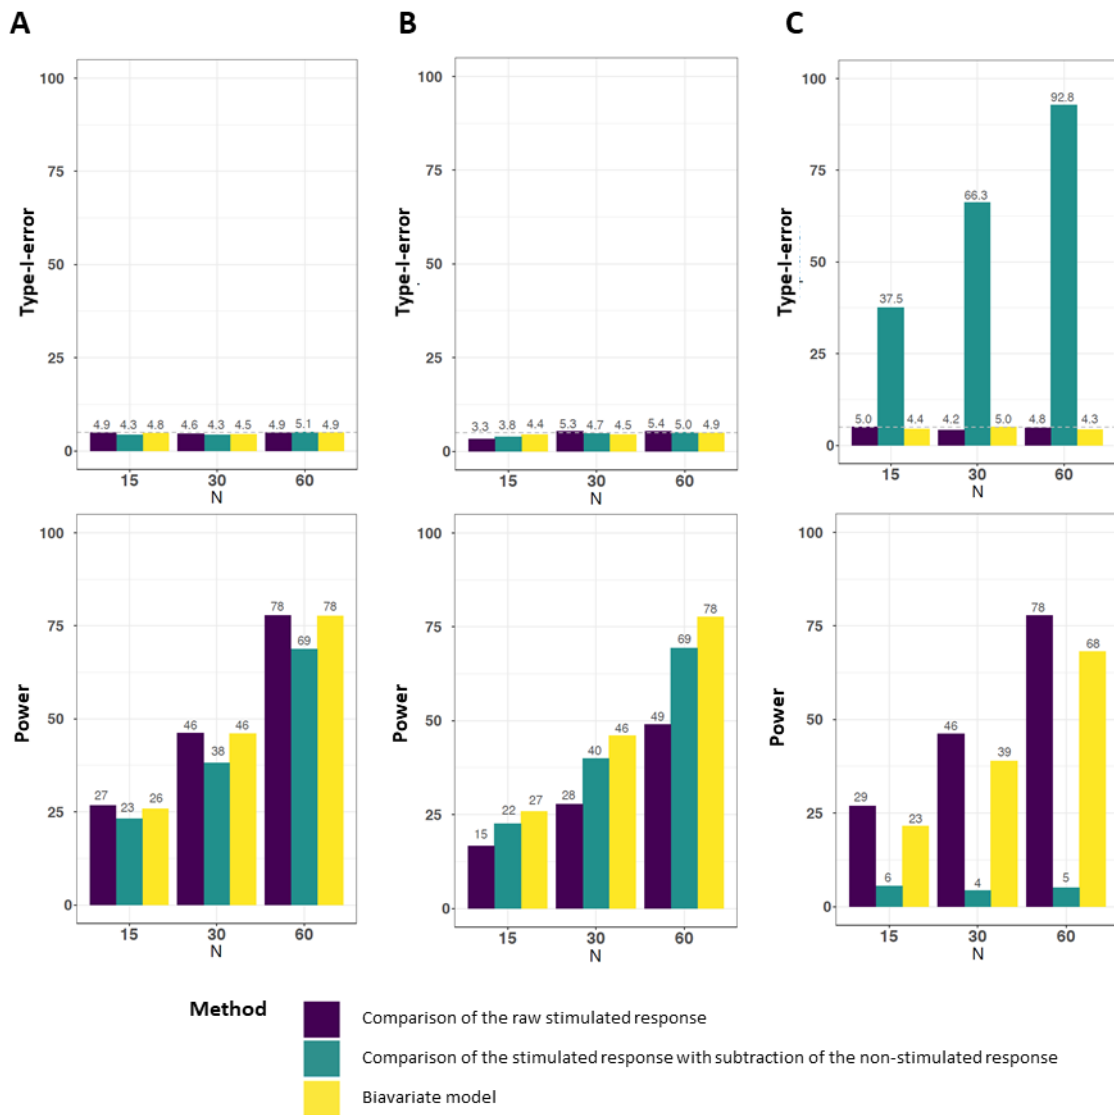 A B C
100 100 100
92.8
75 75 75
66.3
Type-I-error Type-I-error Type-I-error
50 50 50
37.5
25 25 25
4.9 4.3 4.8 4.6 4.3 4.5 4.9 5.1 4.9 3.3 3.8 4.4 5.3 4.7 4.5 5.4 5.0 4.9 5.0 4.4 4.2 5.0 4.8 4.3
0 0 0
15 30 60 15 30 60 15 30 60
N N N
100 100 100
78 69 78 49 69 78 78 5 68
75 75 75
Power Power Power
46 38 46 28 40 46 46 4 39
50 50 50
27 23 26 15 22 27 29 6 23
25 25 25
0 0 0
15 30 60 15 30 60 15 30 60
N N N
Method
Comparison of the raw stimulated response
Comparison of the stimulated response with subtraction of the non-stimulated response
Biavariate model